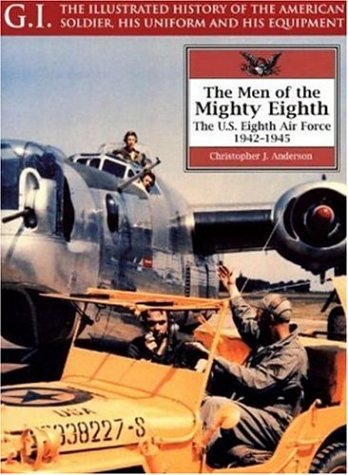 G.I. THE ILLUSTRATED HISTORY OF THE AMERICAN
SOLDIER, HIS UNIFORM AND HIS EQUIPMENT
The Men of the
Mighty Eighth
The U.S. Eighth Air Force
1942-1945
Christopher J. Anderson
USA
338227-S